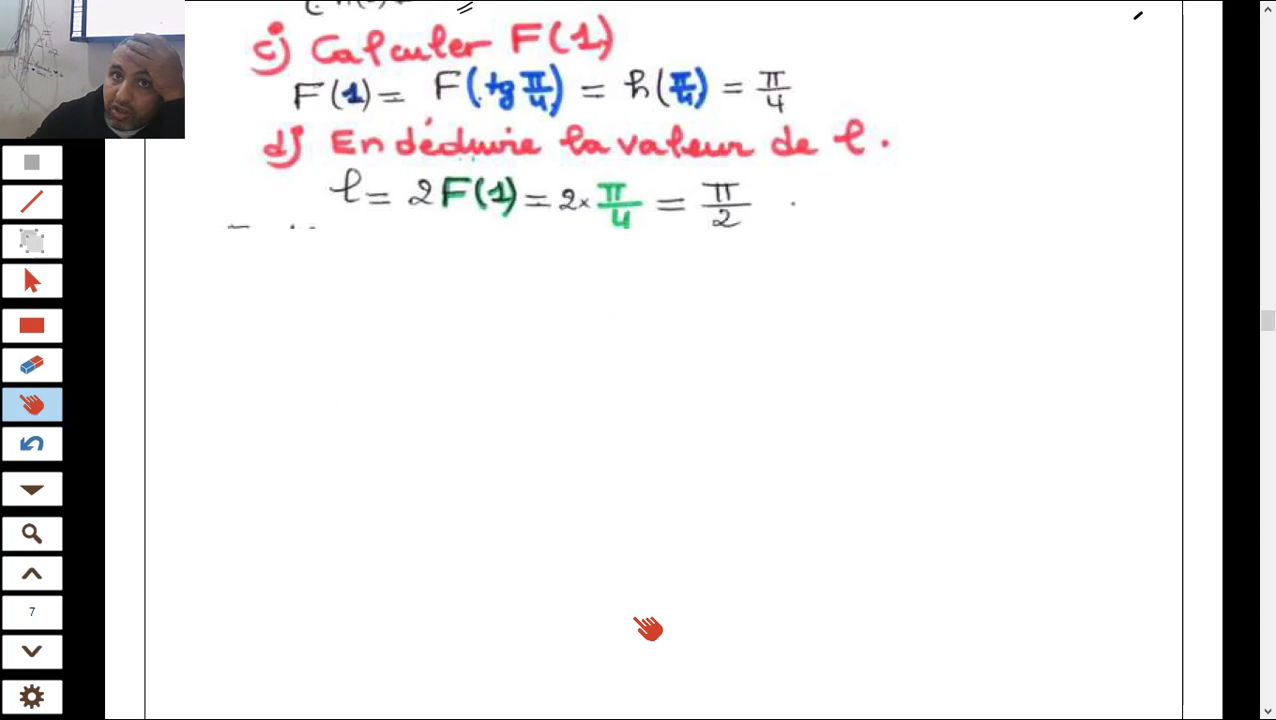 c) Calculer F(1)
F(1) = F(tg π/4) = h(π/4) = π/4
d) En déduire la valeur de l.
l = 2F(1) = 2 × π/4 = π/2 .
7